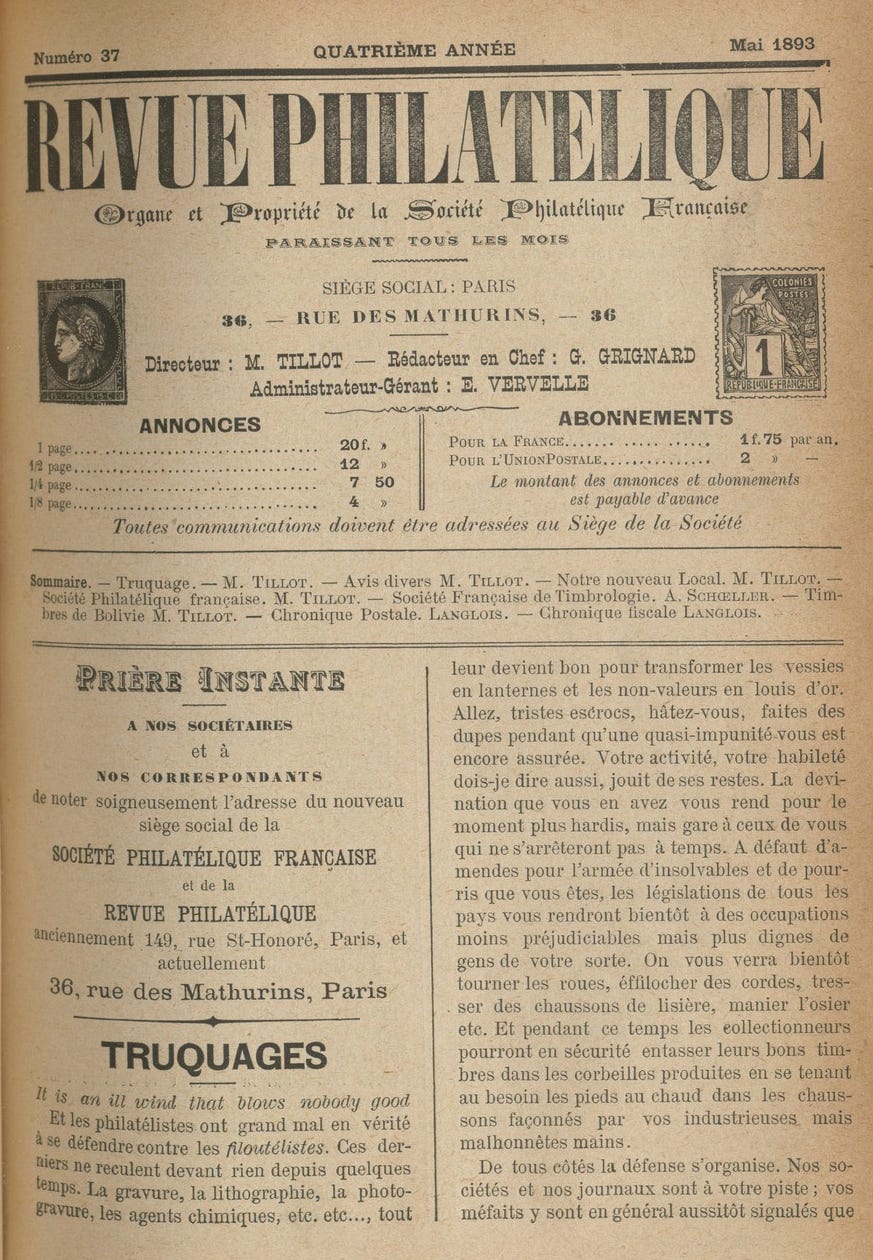 Numéro 37
QUATRIÈME ANNÉE
Mai 1893
REVUE PHILATELIQUE
Organe et Propriété de la Société Philatélique Française
PARAISSANT TOUS LES MOIS
SIÈGE SOCIAL: PARIS
36, — RUE DES MATHURINS, — 36
Directeur : M. TILLOT — Rédacteur en Chef : G. GRIGNARD
Administrateur-Gérant : E. VERVELLE
REPUB. FRANC.
COLONIES
POSTES
1
REPUBLIQUE-FRANÇAISE
ANNONCES
1 page.................... 20 f. »
1/2 page.................... 12 »
1/4 page.................... 7 50
1/8 page.................... 4 »
ABONNEMENTS
POUR LA FRANCE.................... 1 f. 75 par an.
POUR L'UNION POSTALE.............. 2 » —
Le montant des annonces et abonnements
est payable d'avance
Toutes communications doivent être adressées au Siège de la Société
Sommaire. — Truquage. — M. TILLOT. — Avis divers M. TILLOT. — Notre nouveau Local. M. TILLOT. —
Société Philatélique française. M. TILLOT. — Société Française de Timbrologie. A. SCHŒLLER. — Tim-
bres de Bolivie M. TILLOT. — Chronique Postale. LANGLOIS. — Chronique fiscale LANGLOIS.
PRIÈRE INSTANTE
A NOS SOCIÉTAIRES
et à
NOS CORRESPONDANTS
de noter soigneusement l'adresse du nouveau
siège social de la
SOCIÉTÉ PHILATÉLIQUE FRANÇAISE
et de la
REVUE PHILATÉLIQUE
anciennement 149, rue St-Honoré, Paris, et
actuellement
36, rue des Mathurins, Paris
TRUQUAGES
It is an ill wind that blows nobody good
Et les philatélistes ont grand mal en vérité
à se défendre contre les filoutélistes. Ces der-
niers ne reculent devant rien depuis quelques
temps. La gravure, la lithographie, la photo-
gravure, les agents chimiques, etc. etc..., tout
leur devient bon pour transformer les vessies
en lanternes et les non-valeurs en louis d'or.
Allez, tristes escrocs, hâtez-vous, faites des
dupes pendant qu'une quasi-impunité vous est
encore assurée. Votre activité, votre habileté
dois-je dire aussi, jouit de ses restes. La devi-
nation que vous en avez vous rend pour le
moment plus hardis, mais gare à ceux de vous
qui ne s'arrêteront pas à temps. A défaut d'a-
mendes pour l'armée d'insolvables et de pour-
ris que vous êtes, les législations de tous les
pays vous rendront bientôt à des occupations
moins préjudiciables mais plus dignes de
gens de votre sorte. On vous verra bientôt
tourner les roues, éffilocher des cordes, tres-
ser des chaussons de lisière, manier l'osier
etc. Et pendant ce temps les collectionneurs
pourront en sécurité entasser leurs bons tim-
bres dans les corbeilles produites en se tenant
au besoin les pieds au chaud dans les chaus-
sons façonnés par vos industrieuses mais
malhonnêtes mains.
De tous côtés la défense s'organise. Nos so-
ciétés et nos journaux sont à votre piste ; vos
méfaits y sont en général aussitôt signalés que